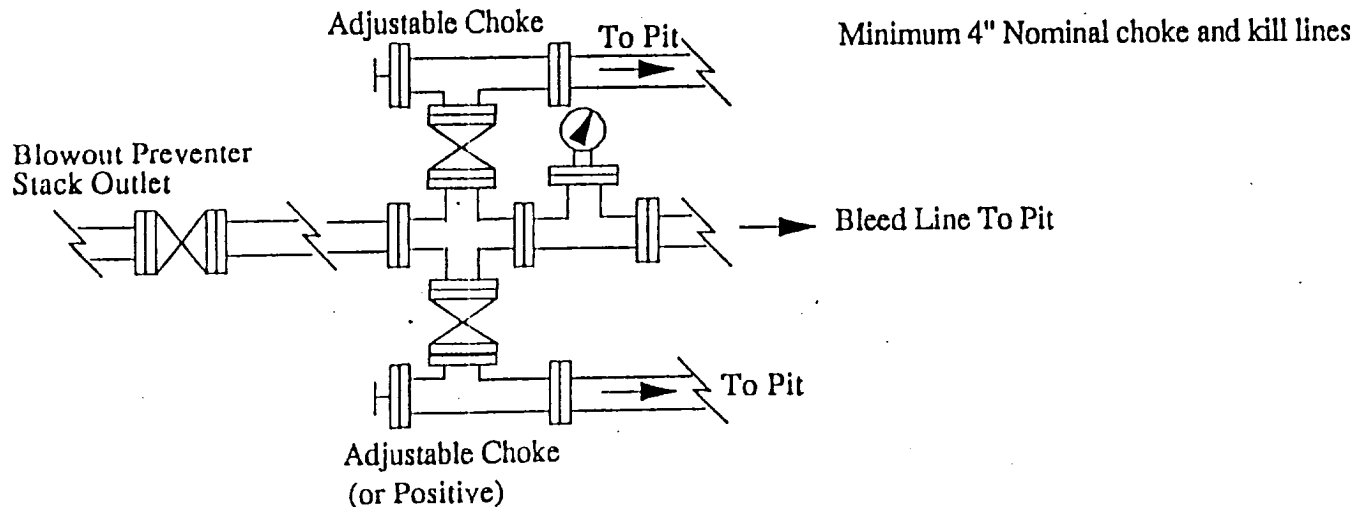 Adjustable Choke
To Pit
Minimum 4" Nominal choke and kill lines
Blowout Preventer
Stack Outlet
Bleed Line To Pit
To Pit
Adjustable Choke
(or Positive)